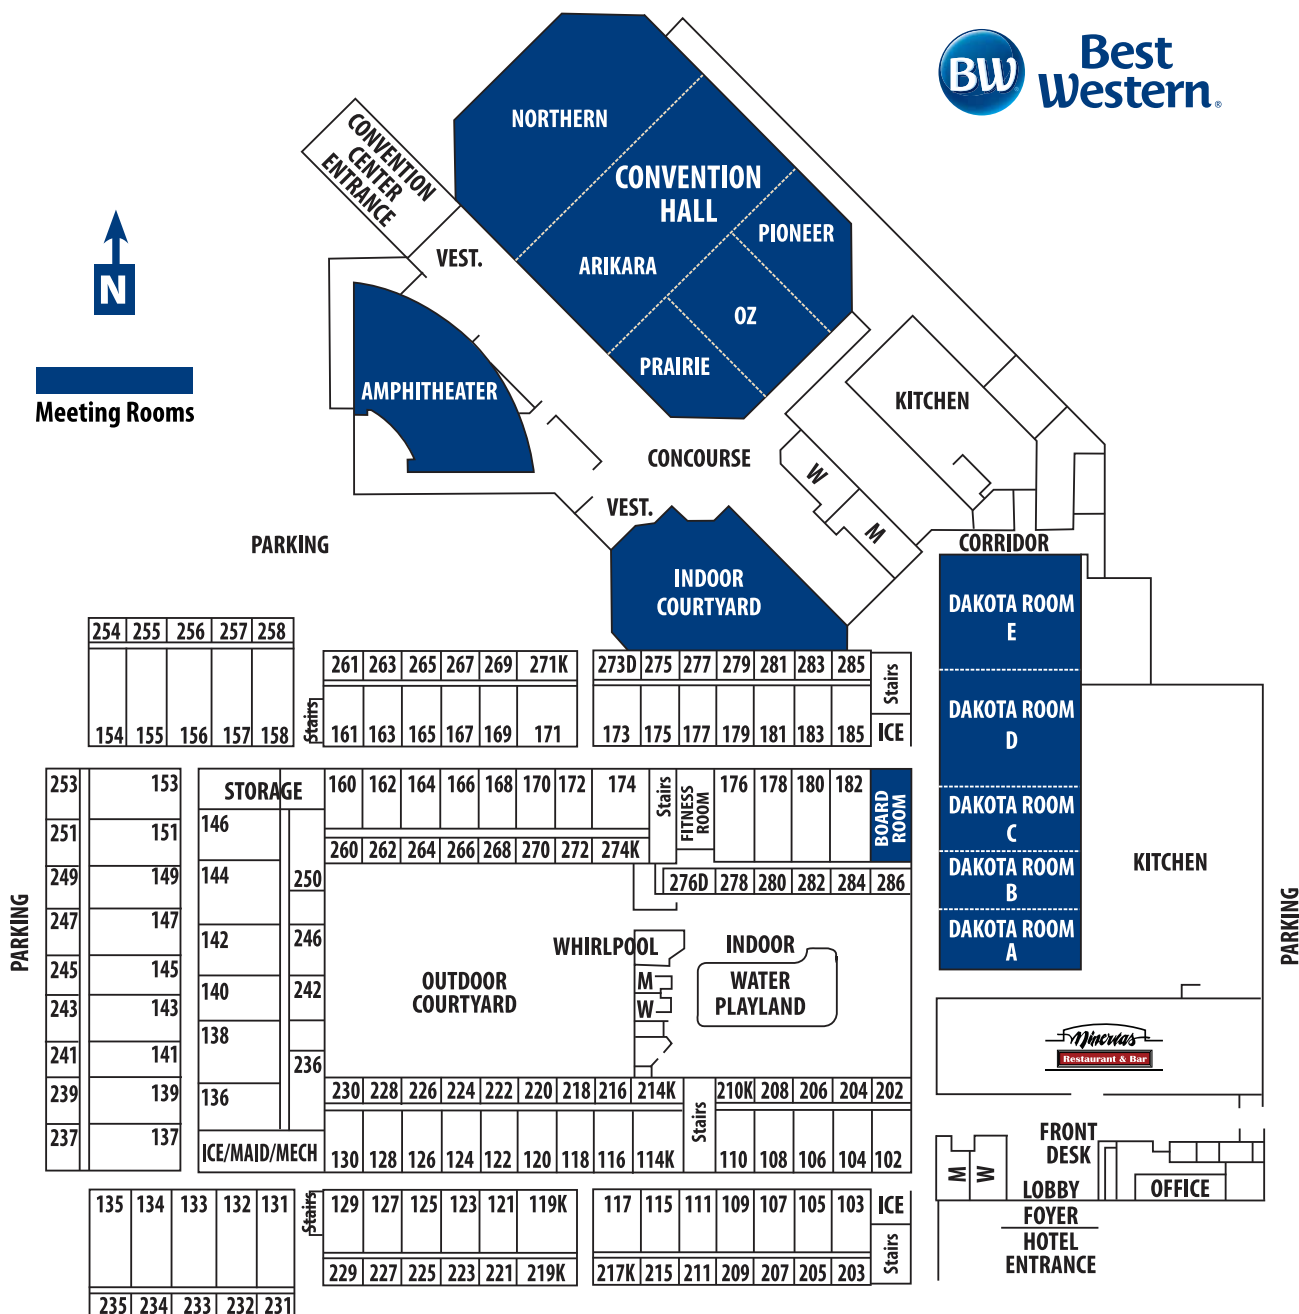 BW
Best
Western®
NORTHERN
CONVENTION
CENTER
ENTRANCE
CONVENTION
HALL
PIONEER
VEST.
ARIKARA
N
OZ
PRAIRIE
Meeting Rooms
AMPHITHEATER
KITCHEN
CONCOURSE
W
VEST.
M
PARKING
CORRIDOR
INDOOR
COURTYARD
DAKOTA ROOM
E
254 255 256 257 258
261 263 265 267 269 271K
273D 275 277 279 281 283 285
Stairs
DAKOTA ROOM
D
154 155 156 157 158
Stairs
161 163 165 167 169 171
173 175 177 179 181 183 185
ICE
253 153
STORAGE
160 162 164 166 168 170 172 174
Stairs
FITNESS
ROOM
176 178 180 182
BOARD
ROOM
DAKOTA ROOM
C
251 151
146
260 262 264 266 268 270 272 274K
KITCHEN
249 149
144
250
276D 278 280 282 284 286
DAKOTA ROOM
B
PARKING
PARKING
247 147
142
246
WHIRLPOOL
INDOOR
WATER
PLAYLAND
DAKOTA ROOM
A
245 145
140
242
OUTDOOR
COURTYARD
M
W
243 143
138
241 141
236
Minervas
Restaurant & Bar
239 139
136
230 228 226 224 222 220 218 216 214K
210K 208 206 204 202
Stairs
237 137
ICE/MAID/MECH
130 128 126 124 122 120 118 116 114K
110 108 106 104 102
FRONT
DESK
M
W
LOBBY
OFFICE
135 134 133 132 131
Stairs
129 127 125 123 121 119K
117 115 111 109 107 105 103
ICE
FOYER
HOTEL
ENTRANCE
Stairs
229 227 225 223 221 219K
217K 215 211 209 207 205 203
235 234 233 232 231